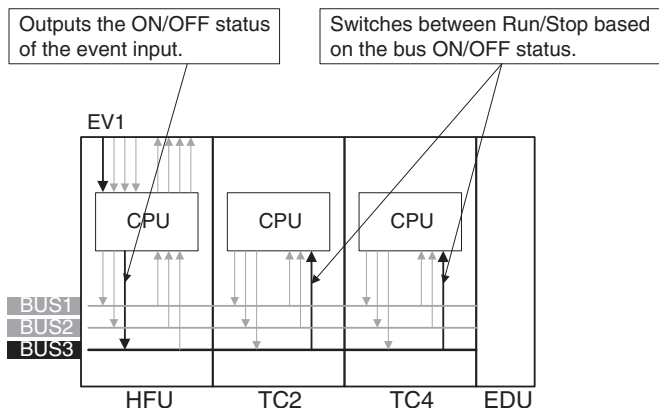 Outputs the ON/OFF status
of the event input.
Switches between Run/Stop based
on the bus ON/OFF status.
EV1
CPU
CPU
CPU
BUS1
BUS2
BUS3
HFU
TC2
TC4
EDU